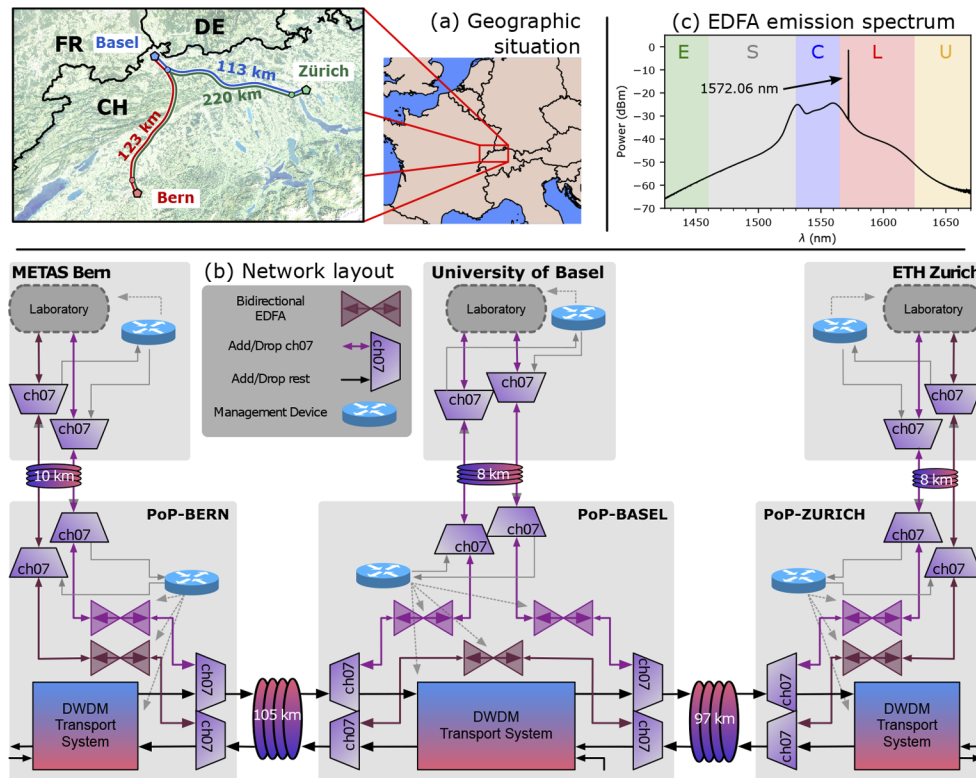 (a) Geographic
situation
FR
DE
CH
Basel
Zürich
Bern
113 km
220 km
123 km
(c) EDFA emission spectrum
E
S
C
L
U
1572.06 nm
Power (dBm)
0
−10
−20
−30
−40
−50
−60
−70
1450
1500
1550
1600
1650
λ (nm)
(b) Network layout
Bidirectional
EDFA
Add/Drop ch07
ch07
Add/Drop rest
Management Device
METAS Bern
Laboratory
ch07
ch07
10 km
University of Basel
Laboratory
ch07
ch07
8 km
ETH Zurich
Laboratory
ch07
ch07
8 km
PoP-BERN
ch07
ch07
ch07
ch07
DWDM
Transport
System
105 km
PoP-BASEL
ch07
ch07
ch07
ch07
DWDM
Transport System
ch07
ch07
97 km
PoP-ZURICH
ch07
ch07
ch07
ch07
DWDM
Transport
System